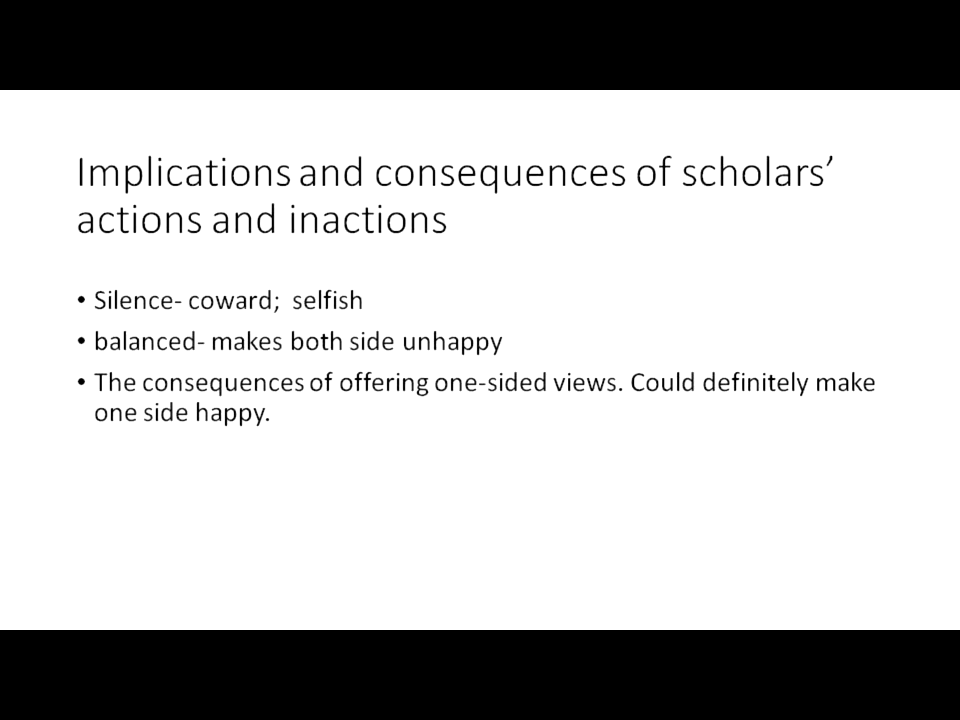 Implications and consequences of scholars’
actions and inactions
• Silence- coward;  selfish
• balanced- makes both side unhappy
• The consequences of offering one-sided views. Could definitely make
one side happy.